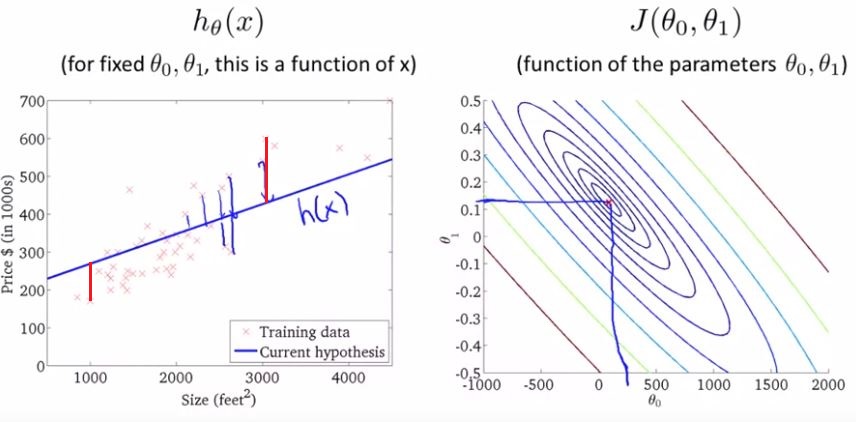 hθ(x)
(for fixed θ0, θ1, this is a function of x)
700
600
500
400
300
200
100
0
Price $ (in 1000s)
1000
2000
3000
4000
Size (feet²)
h(x)
Training data
Current hypothesis
J(θ0, θ1)
(function of the parameters θ0, θ1)
0.5
0.4
0.3
0.2
0.1
0
-0.1
-0.2
-0.3
-0.4
-0.5
θ1
-1000
-500
0
500
1000
1500
2000
θ0